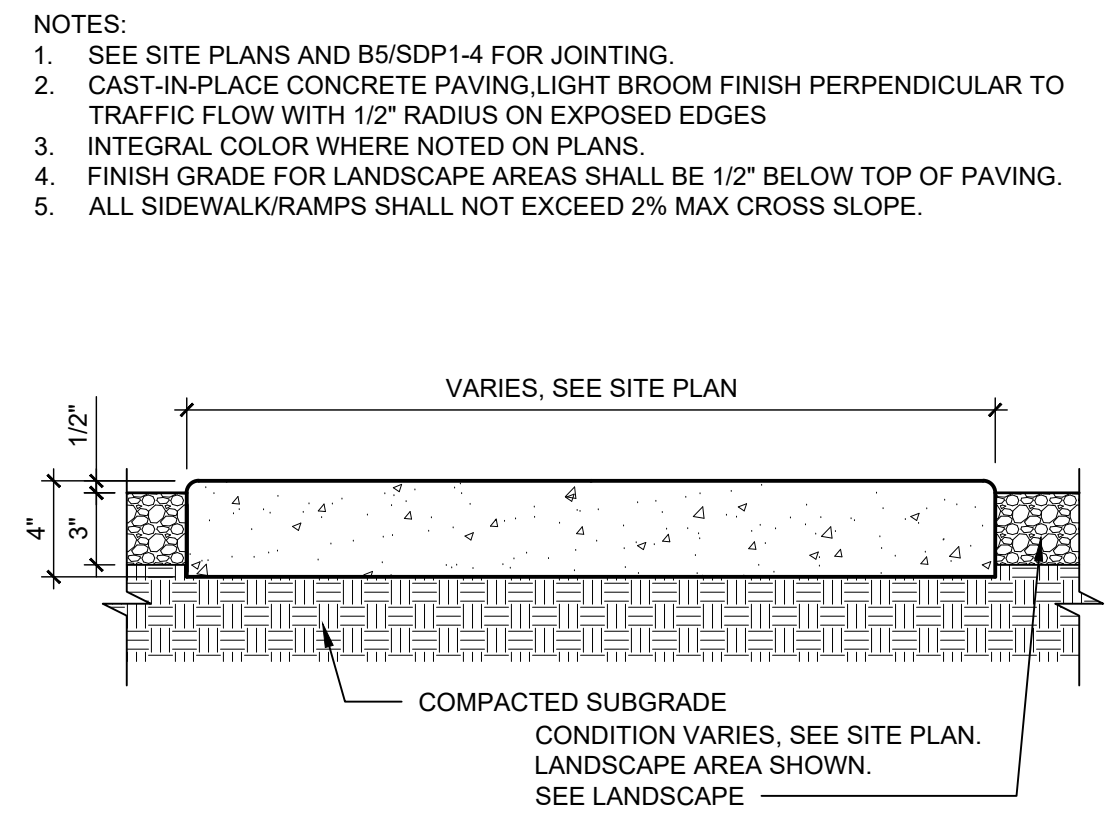 NOTES:
1. SEE SITE PLANS AND B5/SDP1-4 FOR JOINTING.
2. CAST-IN-PLACE CONCRETE PAVING,LIGHT BROOM FINISH PERPENDICULAR TO
TRAFFIC FLOW WITH 1/2" RADIUS ON EXPOSED EDGES
3. INTEGRAL COLOR WHERE NOTED ON PLANS.
4. FINISH GRADE FOR LANDSCAPE AREAS SHALL BE 1/2" BELOW TOP OF PAVING.
5. ALL SIDEWALK/RAMPS SHALL NOT EXCEED 2% MAX CROSS SLOPE.
VARIES, SEE SITE PLAN
1/2"
4"
3"
COMPACTED SUBGRADE
CONDITION VARIES, SEE SITE PLAN.
LANDSCAPE AREA SHOWN.
SEE LANDSCAPE